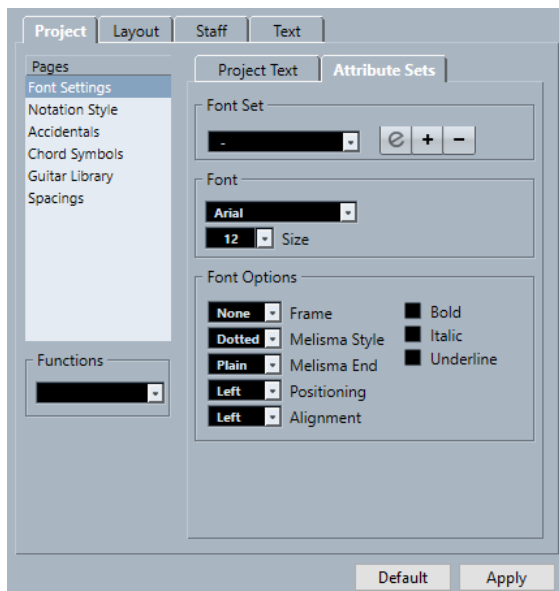 Project Layout Staff Text
Pages
Font Settings
Notation Style
Accidentals
Chord Symbols
Guitar Library
Spacings
Functions
Project Text Attribute Sets
Font Set
- e + −
Font
Arial
12 Size
Font Options
None Frame
Dotted Melisma Style
Plain Melisma End
Left Positioning
Left Alignment
Bold
Italic
Underline
Default Apply